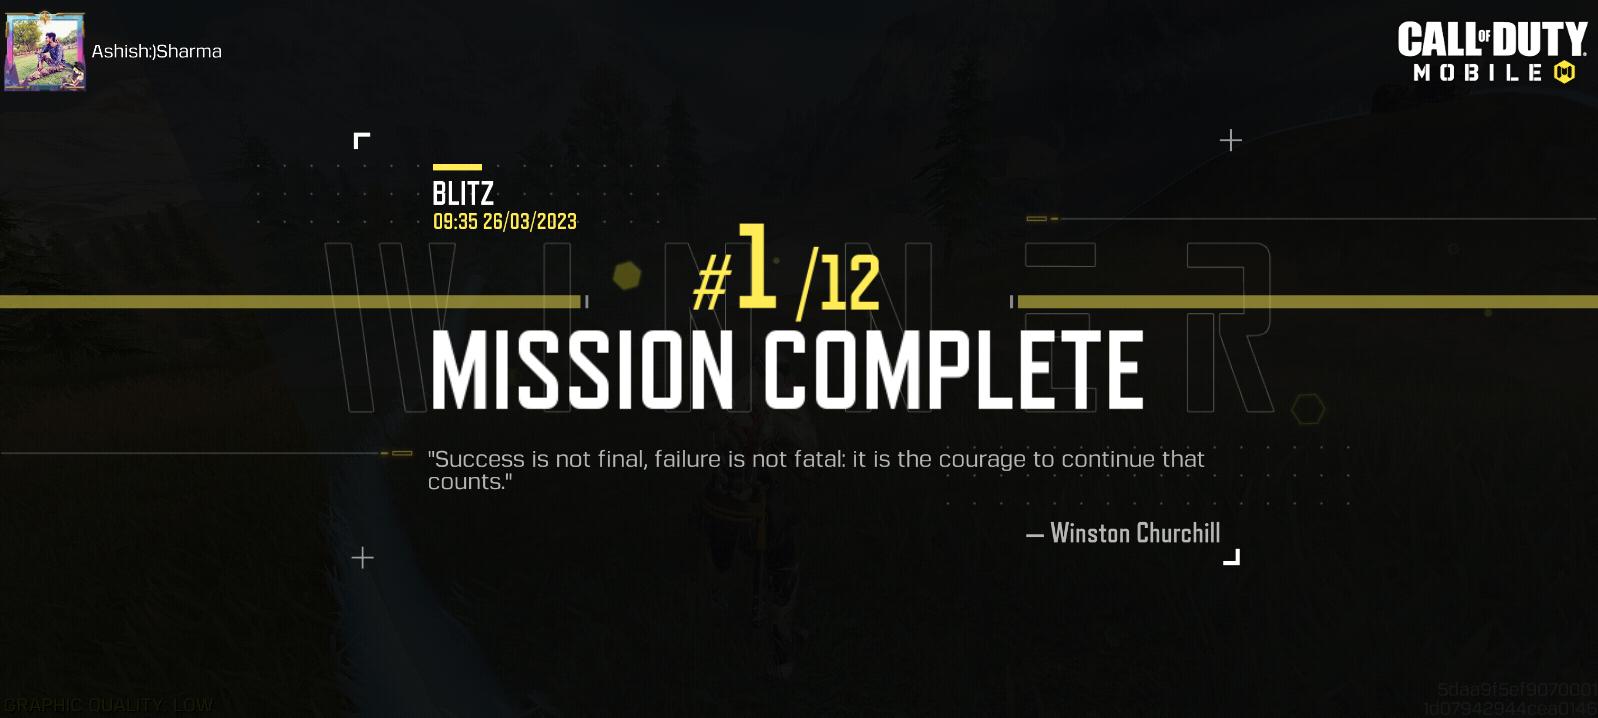 Ashish:)Sharma
CALL OF DUTY
MOBILE
BLITZ
09:35 26/03/2023
WINNER
#1 /12
MISSION COMPLETE
"Success is not final, failure is not fatal: it is the courage to continue that
counts."
— Winston Churchill
GRAPHIC QUALITY: LOW
5daa9f5ef9070001
1d07942944cea0146